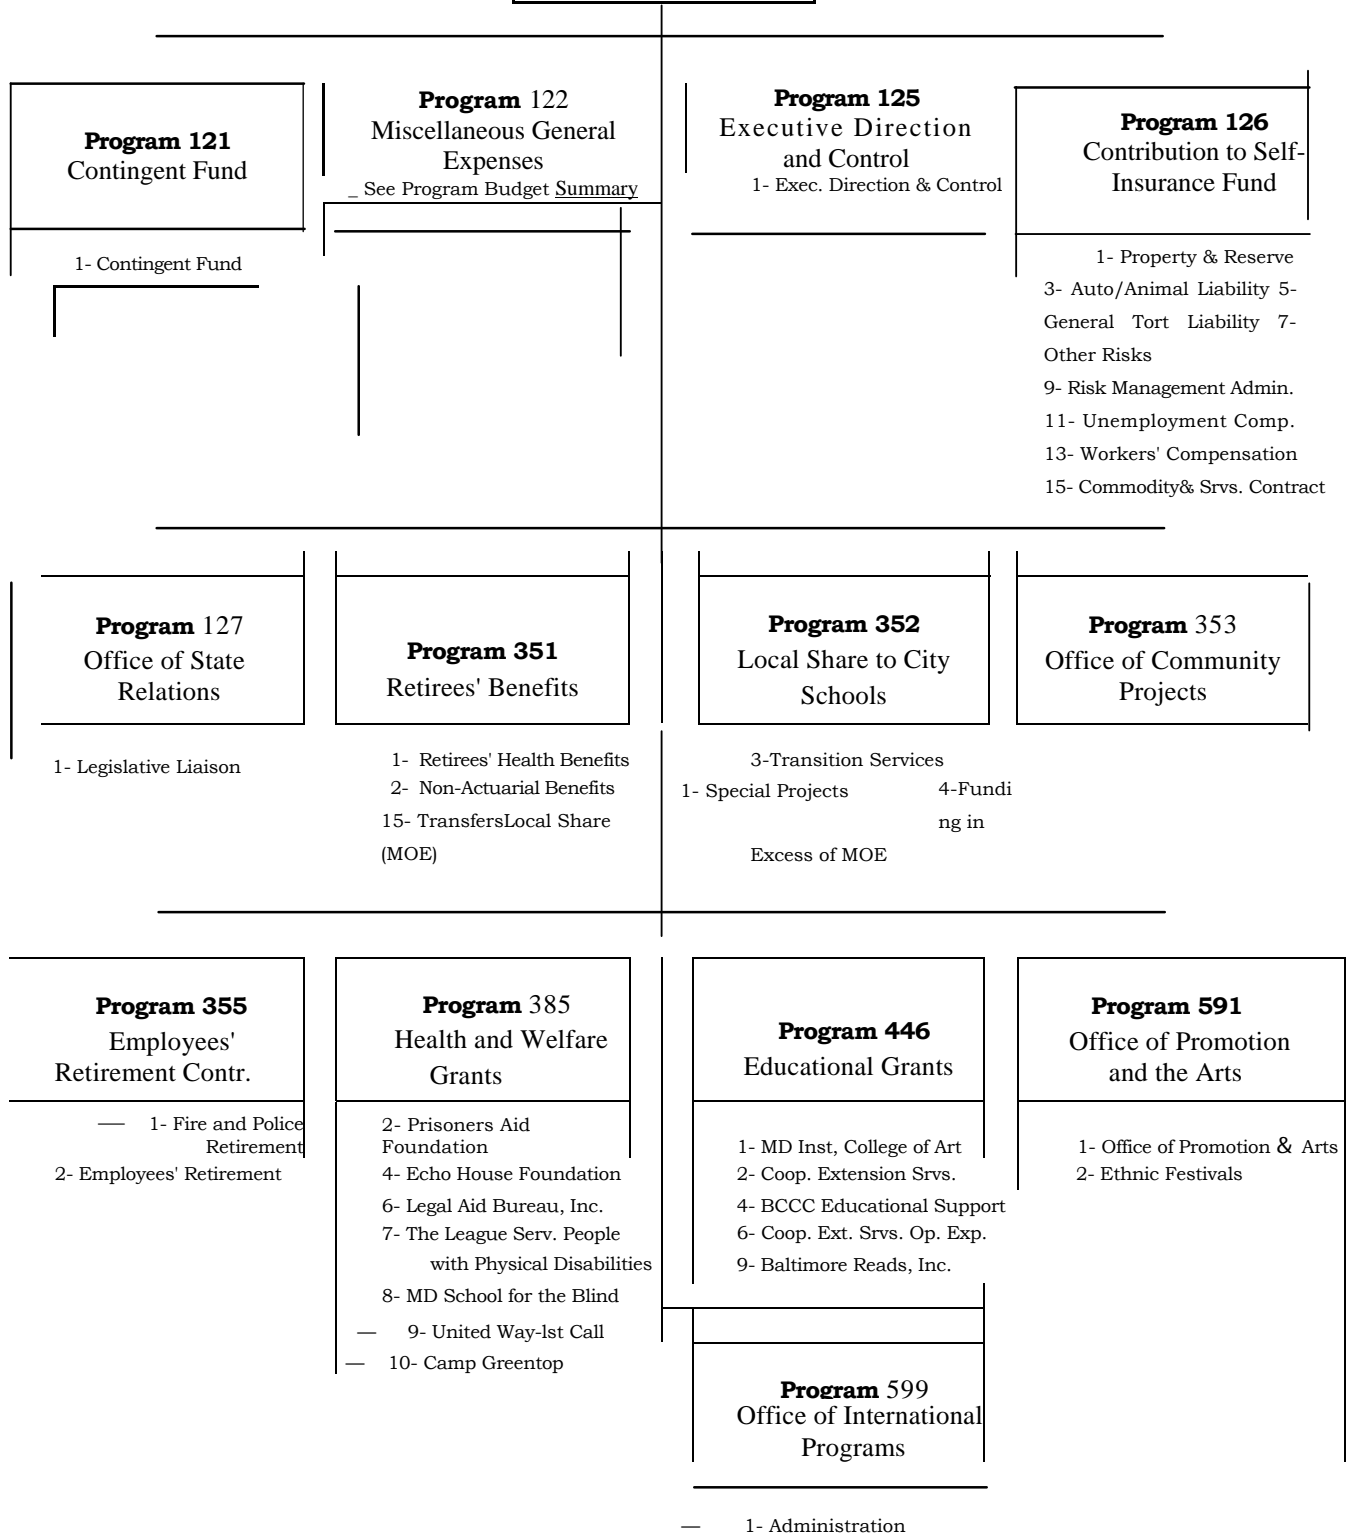 Program 121
Contingent Fund
1- Contingent Fund
Program 122
Miscellaneous General
Expenses
_ See Program Budget Summary
Program 125
Executive Direction
and Control
1- Exec. Direction & Control
Program 126
Contribution to Self-
Insurance Fund
1- Property & Reserve
3- Auto/Animal Liability 5-
General Tort Liability 7-
Other Risks
9- Risk Management Admin.
11- Unemployment Comp.
13- Workers' Compensation
15- Commodity& Srvs. Contract
Program 127
Office of State
Relations
1- Legislative Liaison
Program 351
Retirees' Benefits
1- Retirees' Health Benefits
2- Non-Actuarial Benefits
15- TransfersLocal Share
(MOE)
Program 352
Local Share to City
Schools
3-Transition Services
1- Special Projects
4-Fundi
ng in
Excess of MOE
Program 353
Office of Community
Projects
Program 355
Employees'
Retirement Contr.
— 1- Fire and Police
Retirement
2- Employees' Retirement
Program 385
Health and Welfare
Grants
2- Prisoners Aid
Foundation
4- Echo House Foundation
6- Legal Aid Bureau, Inc.
7- The League Serv. People
with Physical Disabilities
8- MD School for the Blind
— 9- United Way-lst Call
— 10- Camp Greentop
Program 446
Educational Grants
1- MD Inst, College of Art
2- Coop. Extension Srvs.
4- BCCC Educational Support
6- Coop. Ext. Srvs. Op. Exp.
9- Baltimore Reads, Inc.
Program 591
Office of Promotion
and the Arts
1- Office of Promotion & Arts
2- Ethnic Festivals
Program 599
Office of International
Programs
— 1- Administration